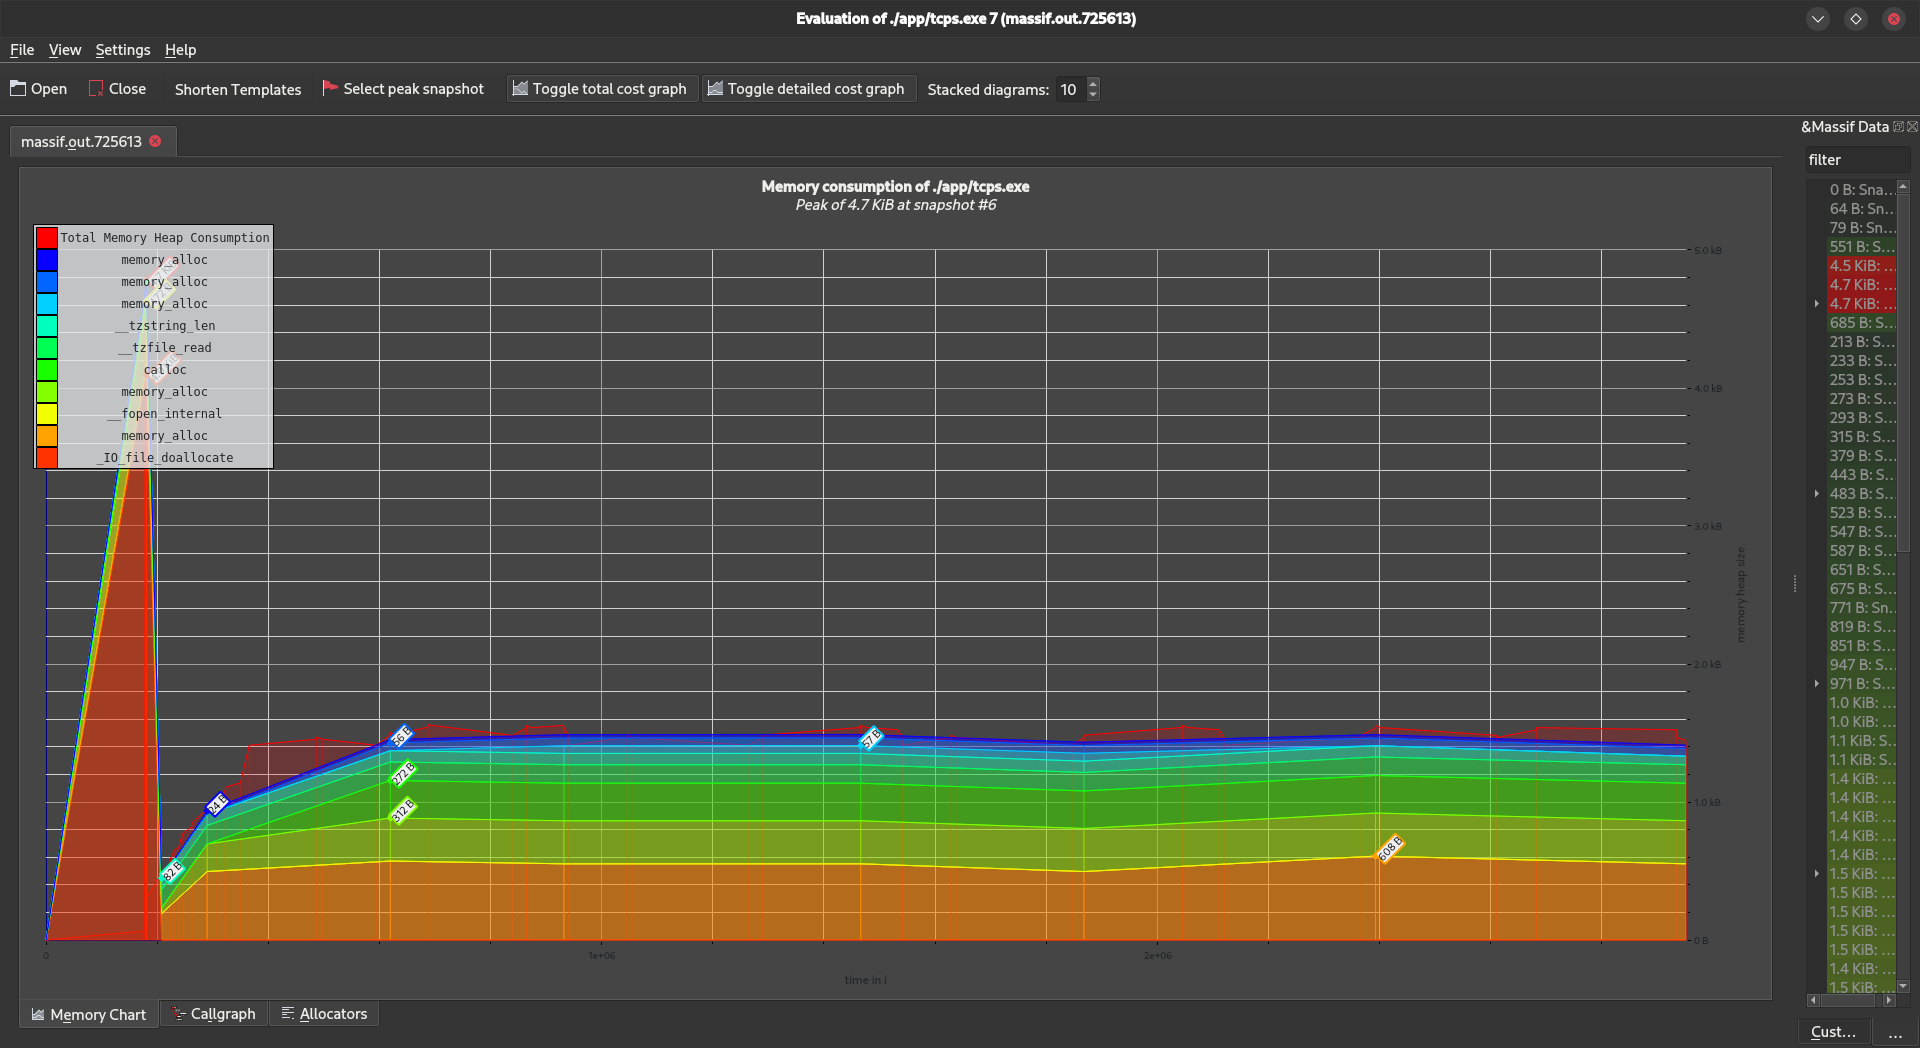 Evaluation of ./app/tcps.exe 7 (massif.out.725613)
File View Settings Help
Open Close Shorten Templates Select peak snapshot Toggle total cost graph Toggle detailed cost graph Stacked diagrams: 10
massif.out.725613
&Massif Data
filter
Memory consumption of ./app/tcps.exe
Peak of 4.7 KiB at snapshot #6
Total Memory Heap Consumption
memory_alloc
memory_alloc
memory_alloc
__tzstring_len
__tzfile_read
calloc
memory_alloc
__fopen_internal
memory_alloc
_IO_file_doallocate
5.0 kB
4.0 kB
3.0 kB
2.0 kB
1.0 kB
0 B
memory heap size
56 B
57 B
272 B
24 B
312 B
608 B
82 B
0
1e+06
2e+06
time in i
0 B: Sna...
64 B: Sn...
79 B: Sn...
551 B: S...
4.5 KiB: ...
4.7 KiB: ...
4.7 KiB: ...
685 B: S...
213 B: S...
233 B: S...
253 B: S...
273 B: S...
293 B: S...
315 B: S...
379 B: S...
443 B: S...
483 B: S...
523 B: S...
547 B: S...
587 B: S...
651 B: S...
675 B: S...
771 B: Sn...
819 B: S...
851 B: S...
947 B: S...
971 B: S...
1.0 KiB: ...
1.0 KiB: ...
1.1 KiB: S...
1.1 KiB: S...
1.4 KiB: ...
1.4 KiB: ...
1.4 KiB: ...
1.4 KiB: ...
1.4 KiB: ...
1.5 KiB: ...
1.5 KiB: ...
1.5 KiB: ...
1.5 KiB: ...
1.5 KiB: ...
1.4 KiB: ...
1.5 KiB: ...
Memory Chart Callgraph Allocators
Cust... ...